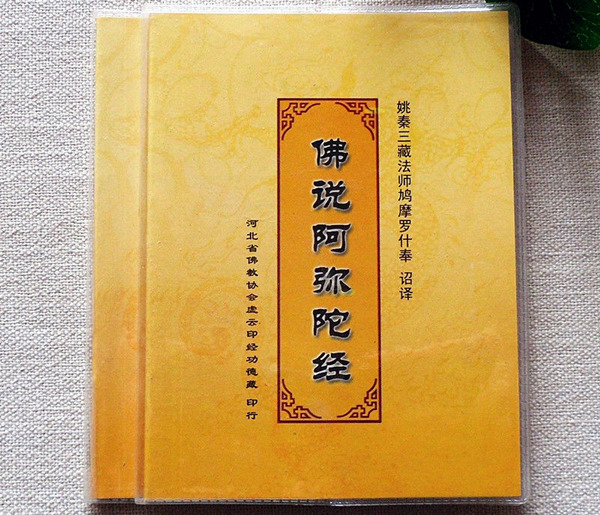 姚秦三藏法师鸠摩罗什奉 诏译
佛说阿弥陀经
河北省佛教协会虚云印经功德藏 印行